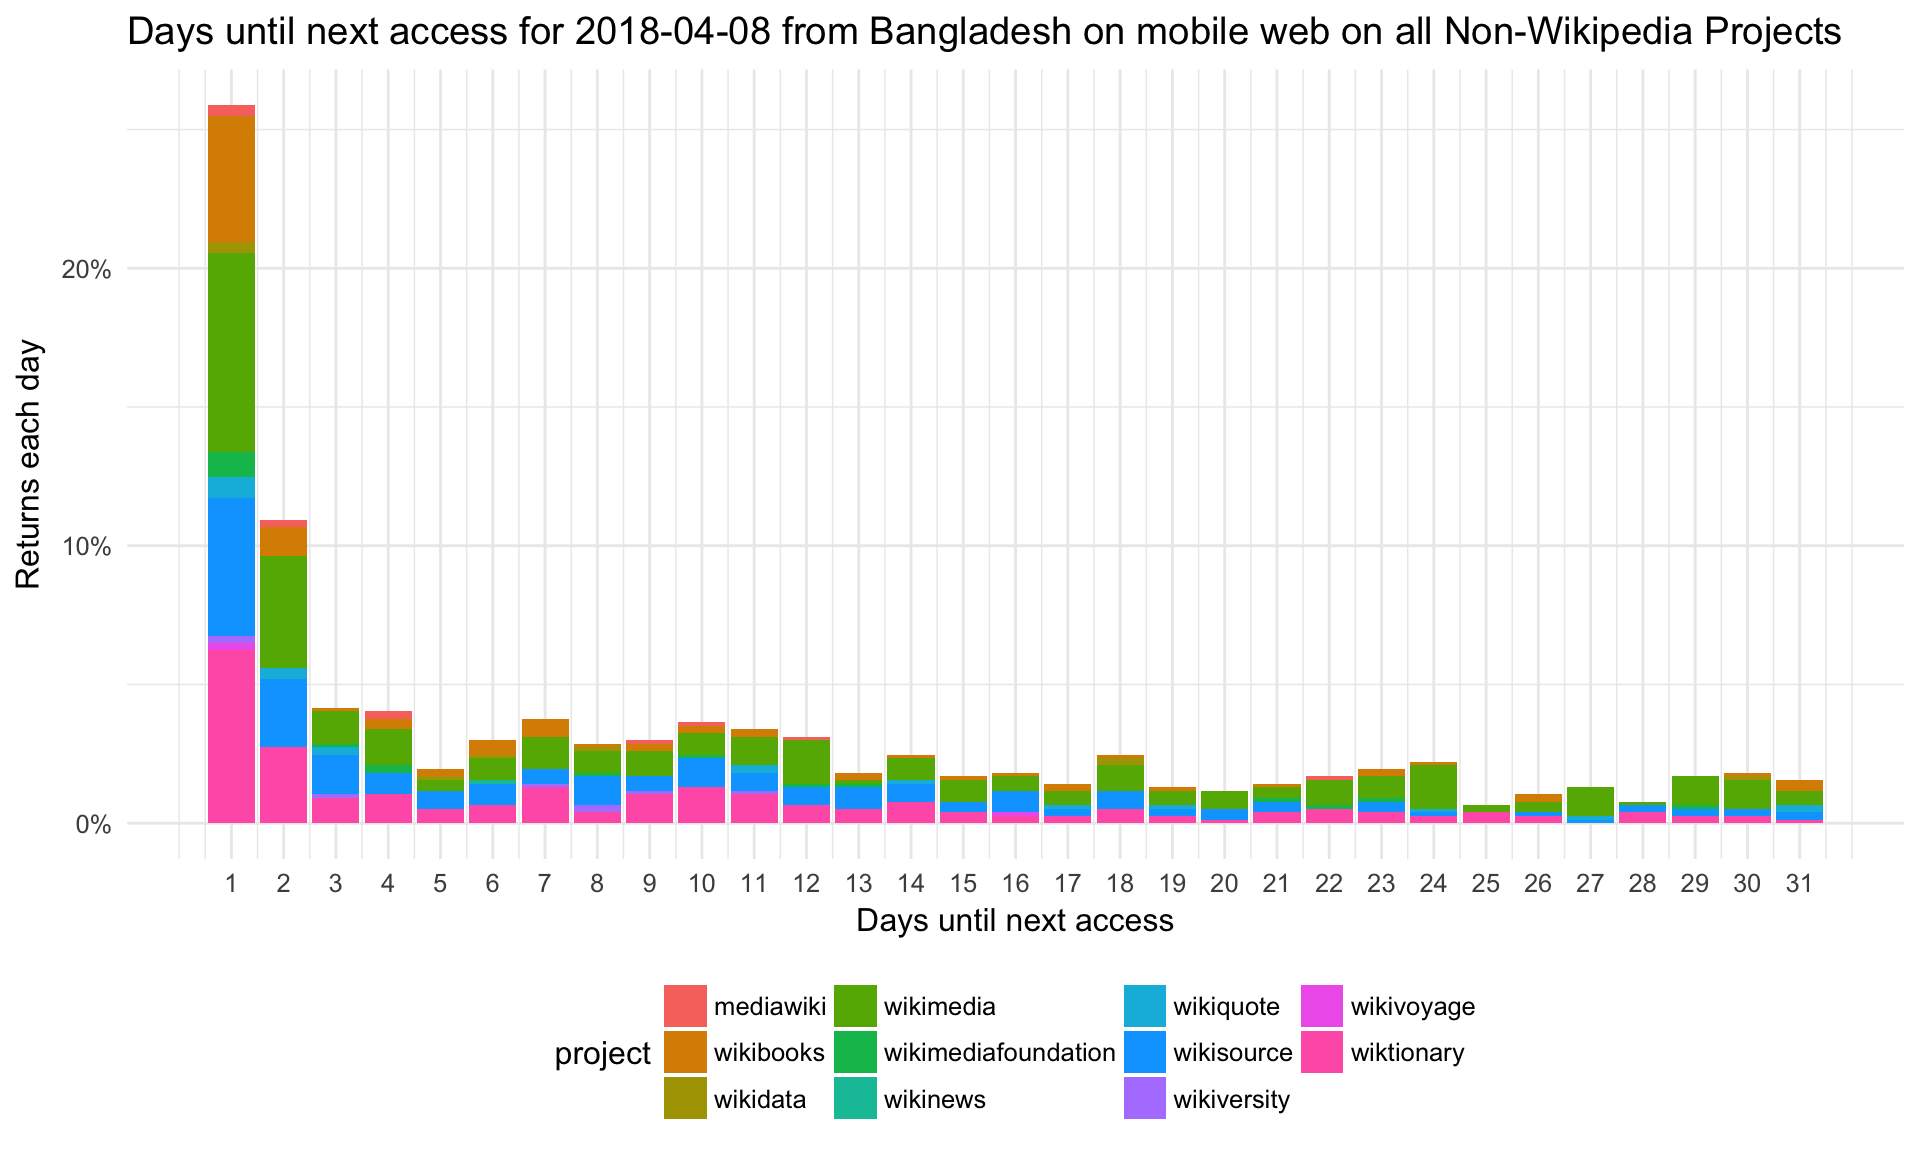 Days until next access for 2018-04-08 from Bangladesh on mobile web on all Non-Wikipedia Projects
Returns each day
20%
10%
0%
1 2 3 4 5 6 7 8 9 10 11 12 13 14 15 16 17 18 19 20 21 22 23 24 25 26 27 28 29 30 31
Days until next access
project
mediawiki wikimedia wikiquote wikivoyage
wikibooks wikimediafoundation wikisource wiktionary
wikidata wikinews wikiversity